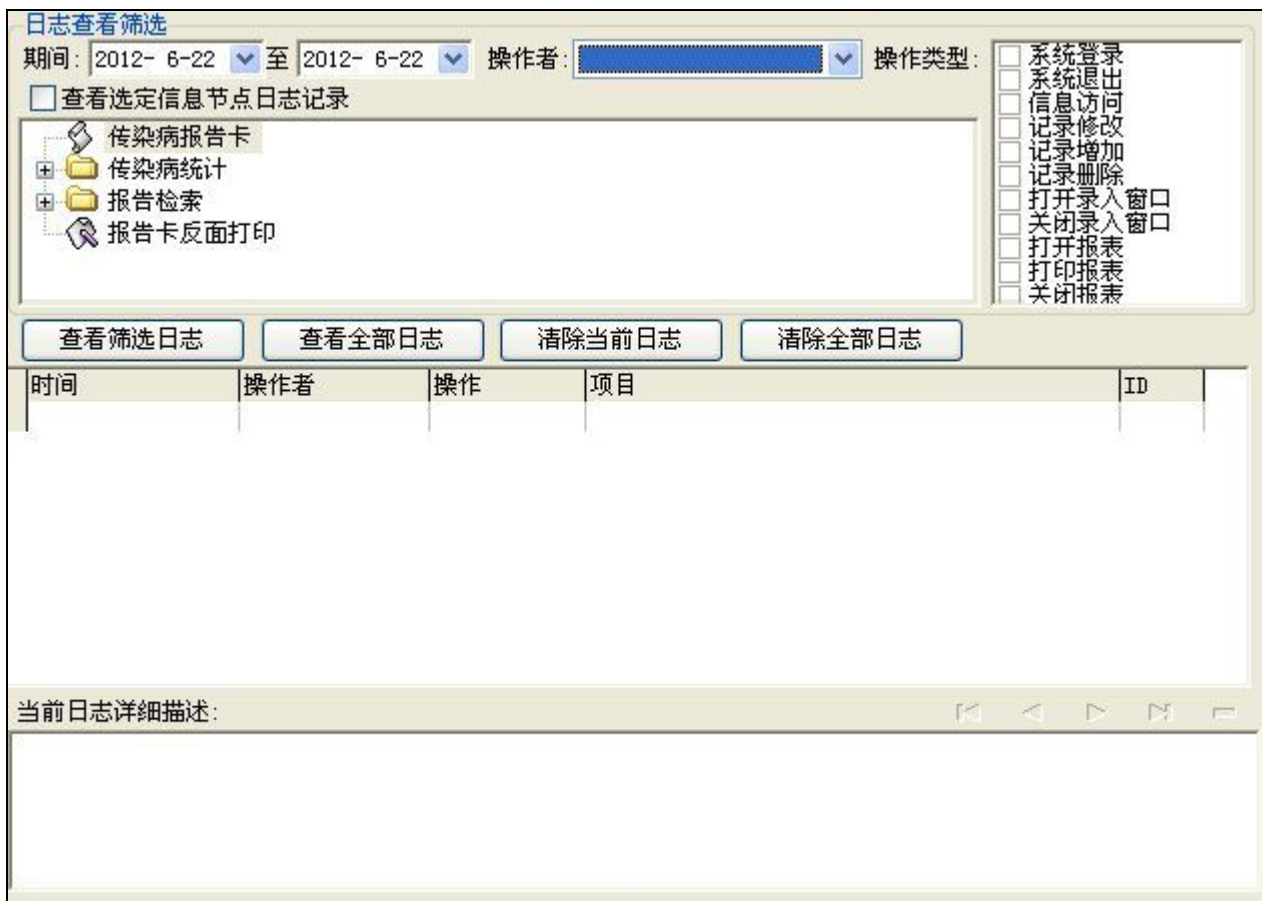 日志查看筛选
期间: 2012- 6-22 至 2012- 6-22 操作者: 操作类型:
查看选定信息节点日志记录
传染病报告卡
传染病统计
报告检索
报告卡反面打印
系统登录
系统退出
信息访问
记录修改
记录增加
记录删除
打开录入窗口
关闭录入窗口
打开报表
打印报表
关闭报表
查看筛选日志 查看全部日志 清除当前日志 清除全部日志
时间 操作者 操作 项目 ID
当前日志详细描述: